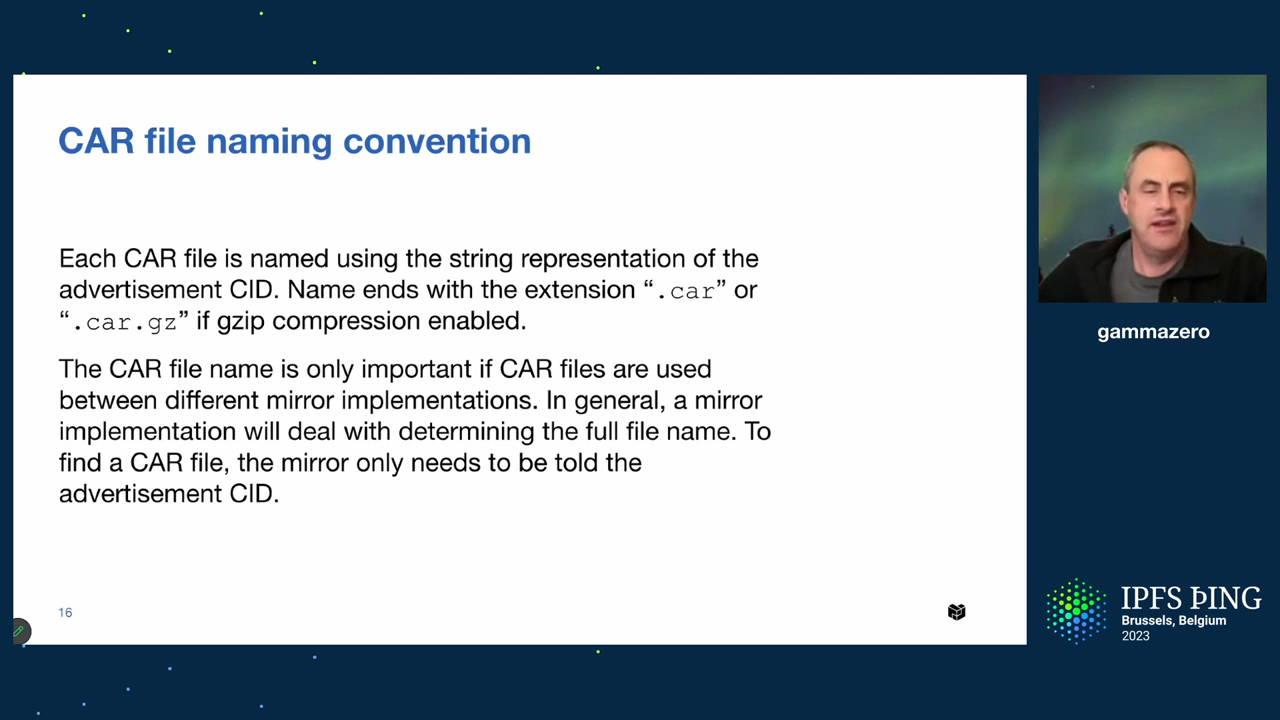 CAR file naming convention
Each CAR file is named using the string representation of the
advertisement CID. Name ends with the extension “.car” or
“.car.gz” if gzip compression enabled.
The CAR file name is only important if CAR files are used
between different mirror implementations. In general, a mirror
implementation will deal with determining the full file name. To
find a CAR file, the mirror only needs to be told the
advertisement CID.
16
gammazero
IPFS ÞING
Brussels, Belgium
2023